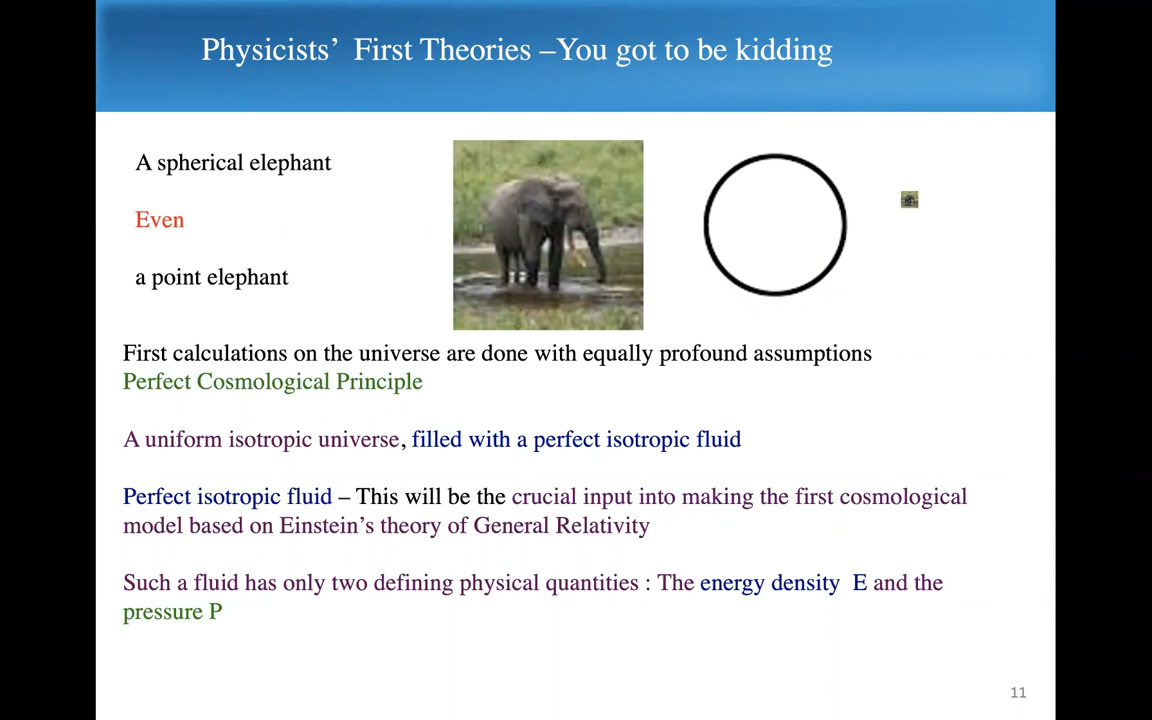 Physicists’ First Theories –You got to be kidding
A spherical elephant
Even
a point elephant
First calculations on the universe are done with equally profound assumptions
Perfect Cosmological Principle
A uniform isotropic universe, filled with a perfect isotropic fluid
Perfect isotropic fluid – This will be the crucial input into making the first cosmological
model based on Einstein’s theory of General Relativity
Such a fluid has only two defining physical quantities : The energy density E and the
pressure P
11